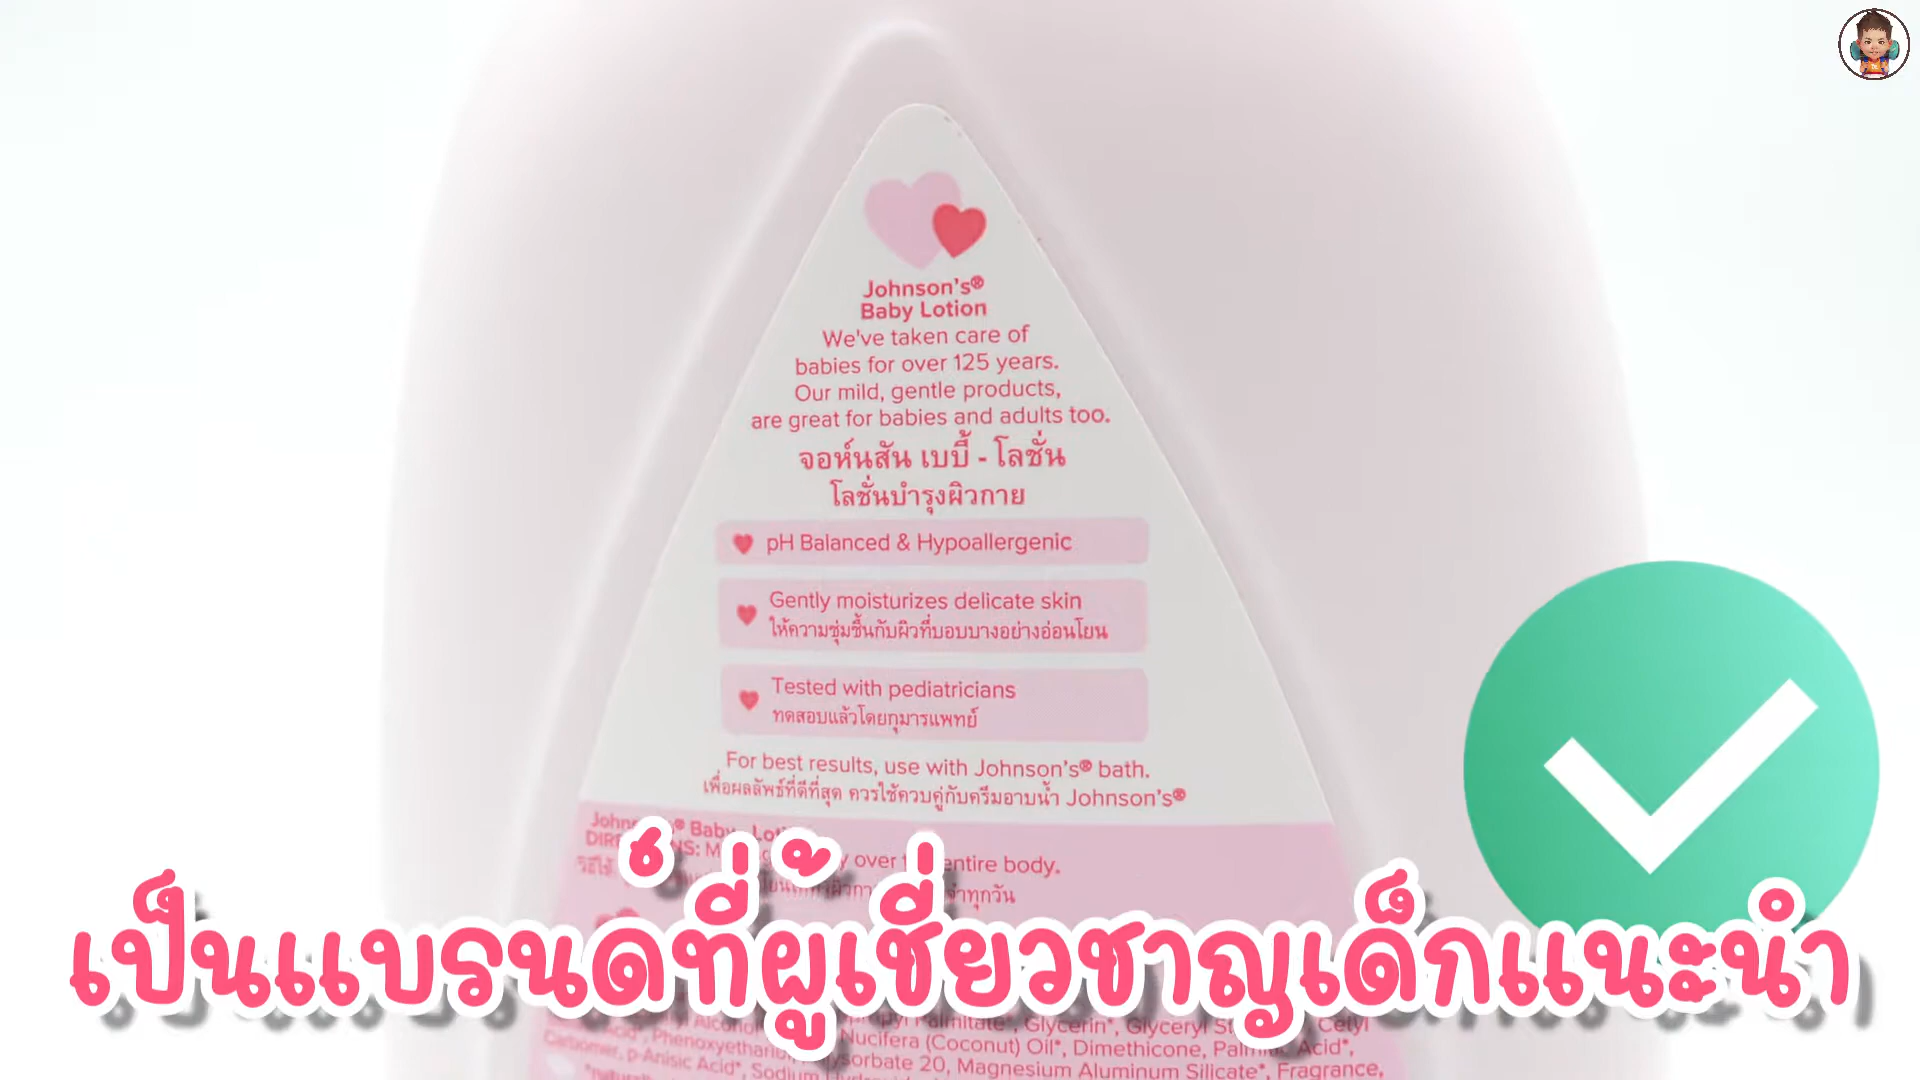 Johnson's®
Baby Lotion
We've taken care of
babies for over 125 years.
Our mild, gentle products,
are great for babies and adults too.
จอห์นสัน เบบี้ - โลชั่น
โลชั่นบำรุงผิวกาย
pH Balanced & Hypoallergenic
Gently moisturizes delicate skin
ให้ความชุ่มชื้นกับผิวที่บอบบางอย่างอ่อนโยน
Tested with pediatricians
ทดสอบแล้วโดยกุมารแพทย์
For best results, use with Johnson's® bath.
เพื่อผลลัพธ์ที่ดีที่สุด ควรใช้ควบคู่กับครีมอาบน้ำ Johnson's®
Baby
over entire body.
เป็นแบรนด์ที่ผู้เชี่ยวชาญเด็กแนะนำ
Palmitate*, Glycerin*, Glyceryl Cetyl
Nucifera (Coconut) Oil*, Dimethicone, Acid*,
p-Anisic Acid*, 20, Magnesium Aluminum Silicate*, Fragrance,